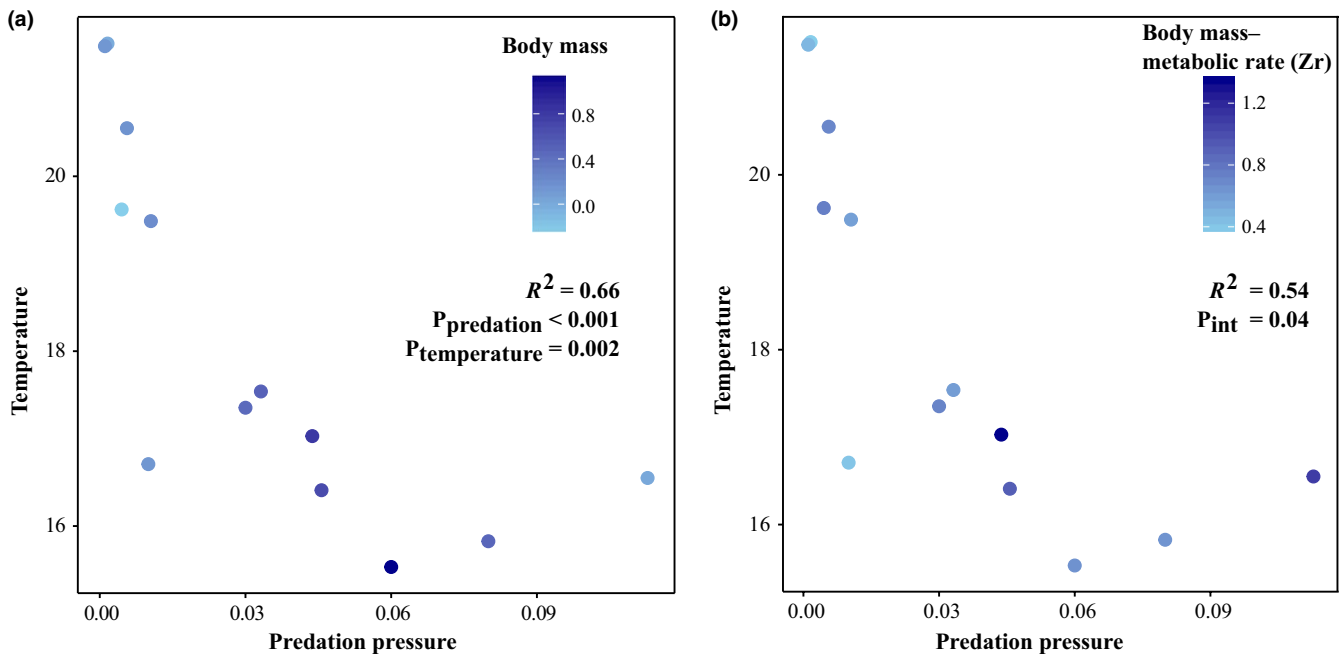 (a)
Body mass
0.8
0.4
0.0
R² = 0.66
Ppredation < 0.001
Ptemperature = 0.002
20
18
16
Temperature
0.00 0.03 0.06 0.09
Predation pressure
(b)
Body mass–
metabolic rate (Zr)
1.2
0.8
0.4
R² = 0.54
Pint = 0.04
20
18
16
Temperature
0.00 0.03 0.06 0.09
Predation pressure